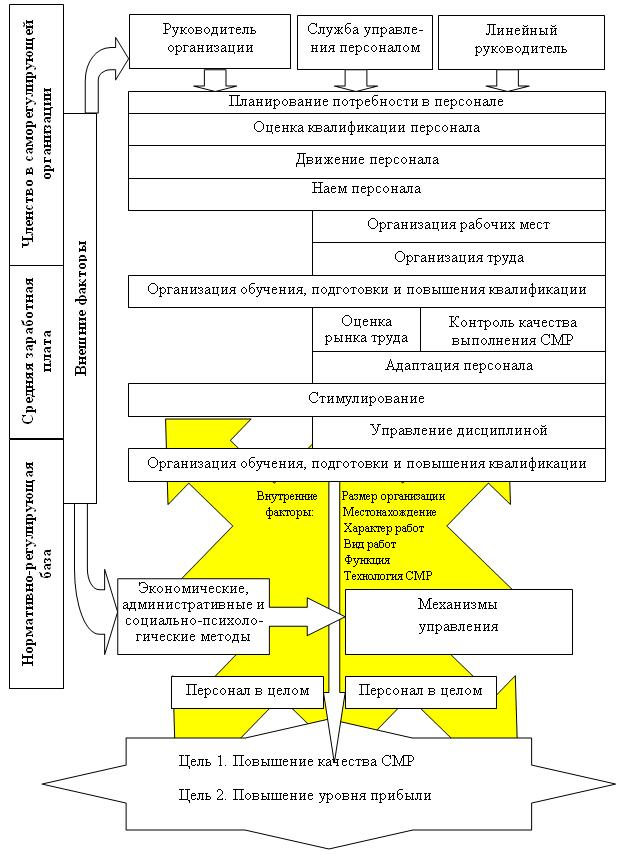 Членство в саморегулирующей
организации
Средняя заработная
плата
Нормативно-регулирующая
база
Внешние факторы
Руководитель
организации
Служба управле-
ния персоналом
Линейный
руководитель
Планирование потребности в персонале
Оценка квалификации персонала
Движение персонала
Наем персонала
Организация рабочих мест
Организация труда
Организация обучения, подготовки и повышения квалификации
Оценка
рынка труда
Контроль качества
выполнения СМР
Адаптация персонала
Стимулирование
Управление дисциплиной
Организация обучения, подготовки и повышения квалификации
Внутренние
факторы:
Размер организации
Местонахождение
Характер работ
Вид работ
Функция
Технология СМР
Экономические,
административные и
социально-психоло-
гические методы
Механизмы
управления
Персонал в целом
Персонал в целом
Цель 1. Повышение качества СМР
Цель 2. Повышение уровня прибыли